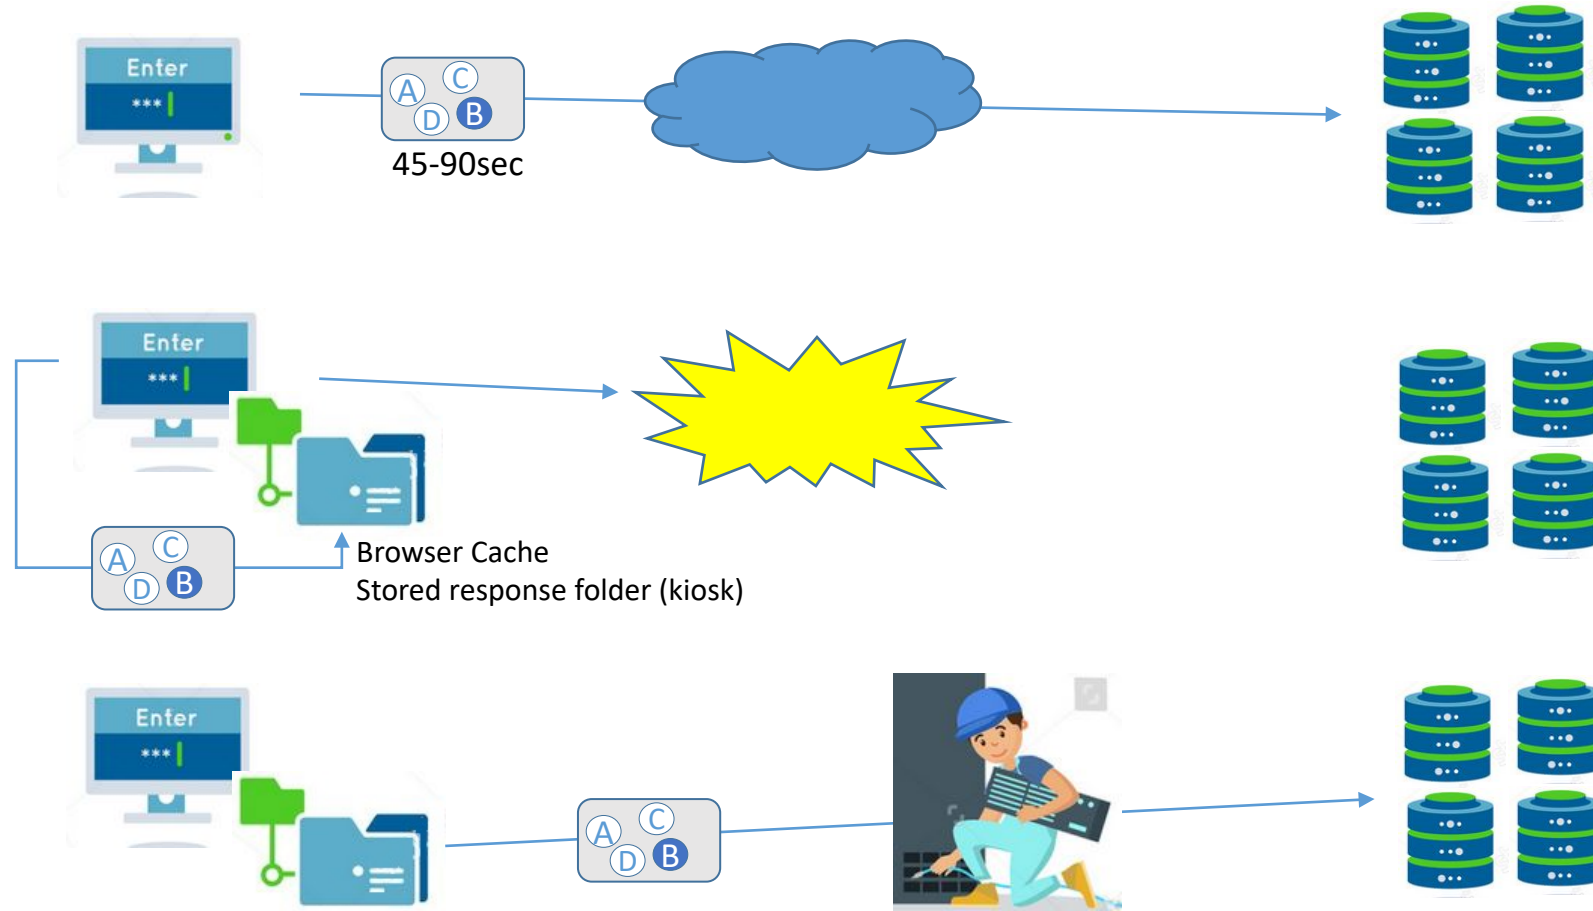 Enter
***
A
C
D
B
45-90sec
Enter
***
A
C
D
B
Browser Cache
Stored response folder (kiosk)
Enter
***
A
C
D
B